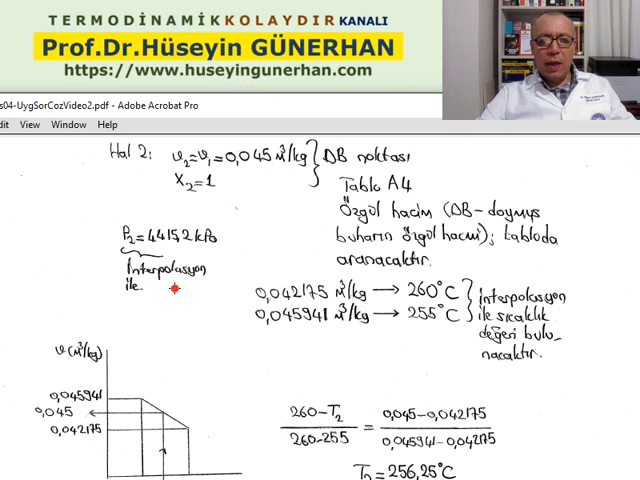 TERMODİNAMİKKOLAYDIR KANALI
Prof.Dr.Hüseyin GÜNERHAN
https://www.huseyingunerhan.com
s04-UygSorCozVideo2.pdf - Adobe Acrobat Pro
dit View Window Help
Hal 2: v₂=v₁=0,045 m³/kg } DB noktası
X₂=1
Tablo A4
Özgül hacim (DB-doymuş
buharın özgül hacmi); tabloda
aranacaktır.
P₂=4415,2 kPa
İnterpolasyon
ile.
0,042175 m³/kg → 260°C
0,045941 m³/kg → 255°C
İnterpolasyon
ile sıcaklık
değeri bulu-
nacaktır.
v(m³/kg)
0,045941
0,045
0,042175
260-T₂ / 260-255 = 0,045-0,042175 / 0,045941-0,042175
T₂=256,25°C